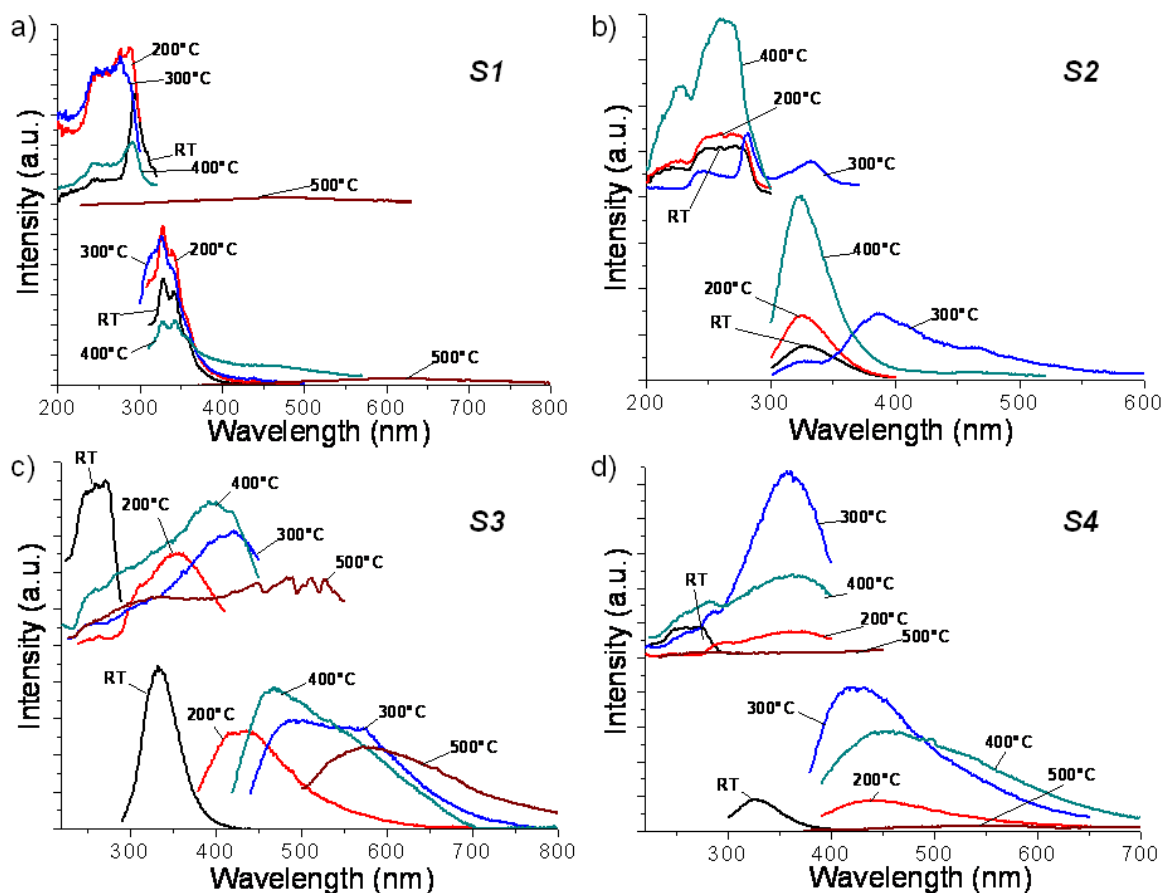 a)
S1
Intensity (a.u.)
200°C
300°C
RT
400°C
500°C
300°C
200°C
RT
400°C
500°C
200 300 400 500 600 700 800
Wavelength (nm)
b)
S2
Intensity (a.u.)
400°C
200°C
300°C
RT
400°C
200°C
RT
300°C
200 300 400 500 600
Wavelength (nm)
c)
S3
Intensity (a.u.)
RT
200°C
400°C
300°C
500°C
RT
200°C
400°C
300°C
500°C
300 400 500 600 700 800
Wavelength (nm)
d)
S4
Intensity (a.u.)
300°C
RT
400°C
200°C
500°C
300°C
400°C
RT
200°C
500°C
300 400 500 600 700
Wavelength (nm)